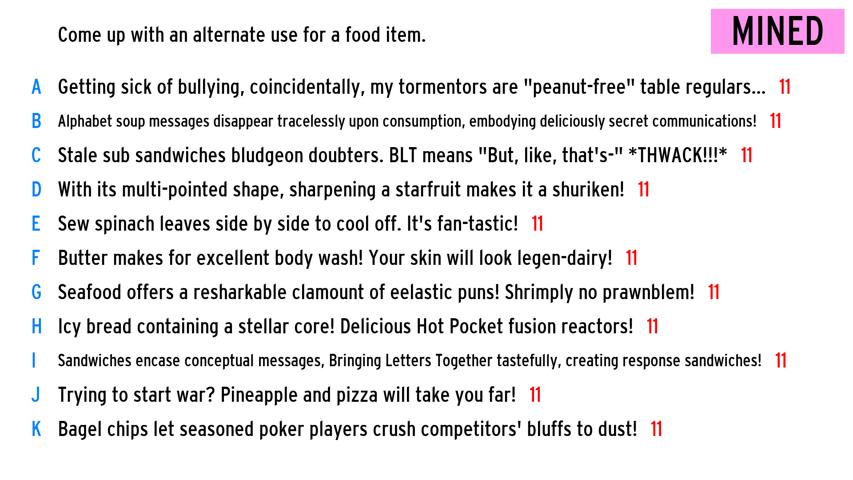 Come up with an alternate use for a food item.
MINED
A Getting sick of bullying, coincidentally, my tormentors are "peanut-free" table regulars... 11
B Alphabet soup messages disappear tracelessly upon consumption, embodying deliciously secret communications! 11
C Stale sub sandwiches bludgeon doubters. BLT means "But, like, that's-" *THWACK!!!* 11
D With its multi-pointed shape, sharpening a starfruit makes it a shuriken! 11
E Sew spinach leaves side by side to cool off. It's fan-tastic! 11
F Butter makes for excellent body wash! Your skin will look legen-dairy! 11
G Seafood offers a resharkable clamount of eelastic puns! Shrimply no prawnblem! 11
H Icy bread containing a stellar core! Delicious Hot Pocket fusion reactors! 11
I Sandwiches encase conceptual messages, Bringing Letters Together tastefully, creating response sandwiches! 11
J Trying to start war? Pineapple and pizza will take you far! 11
K Bagel chips let seasoned poker players crush competitors' bluffs to dust! 11